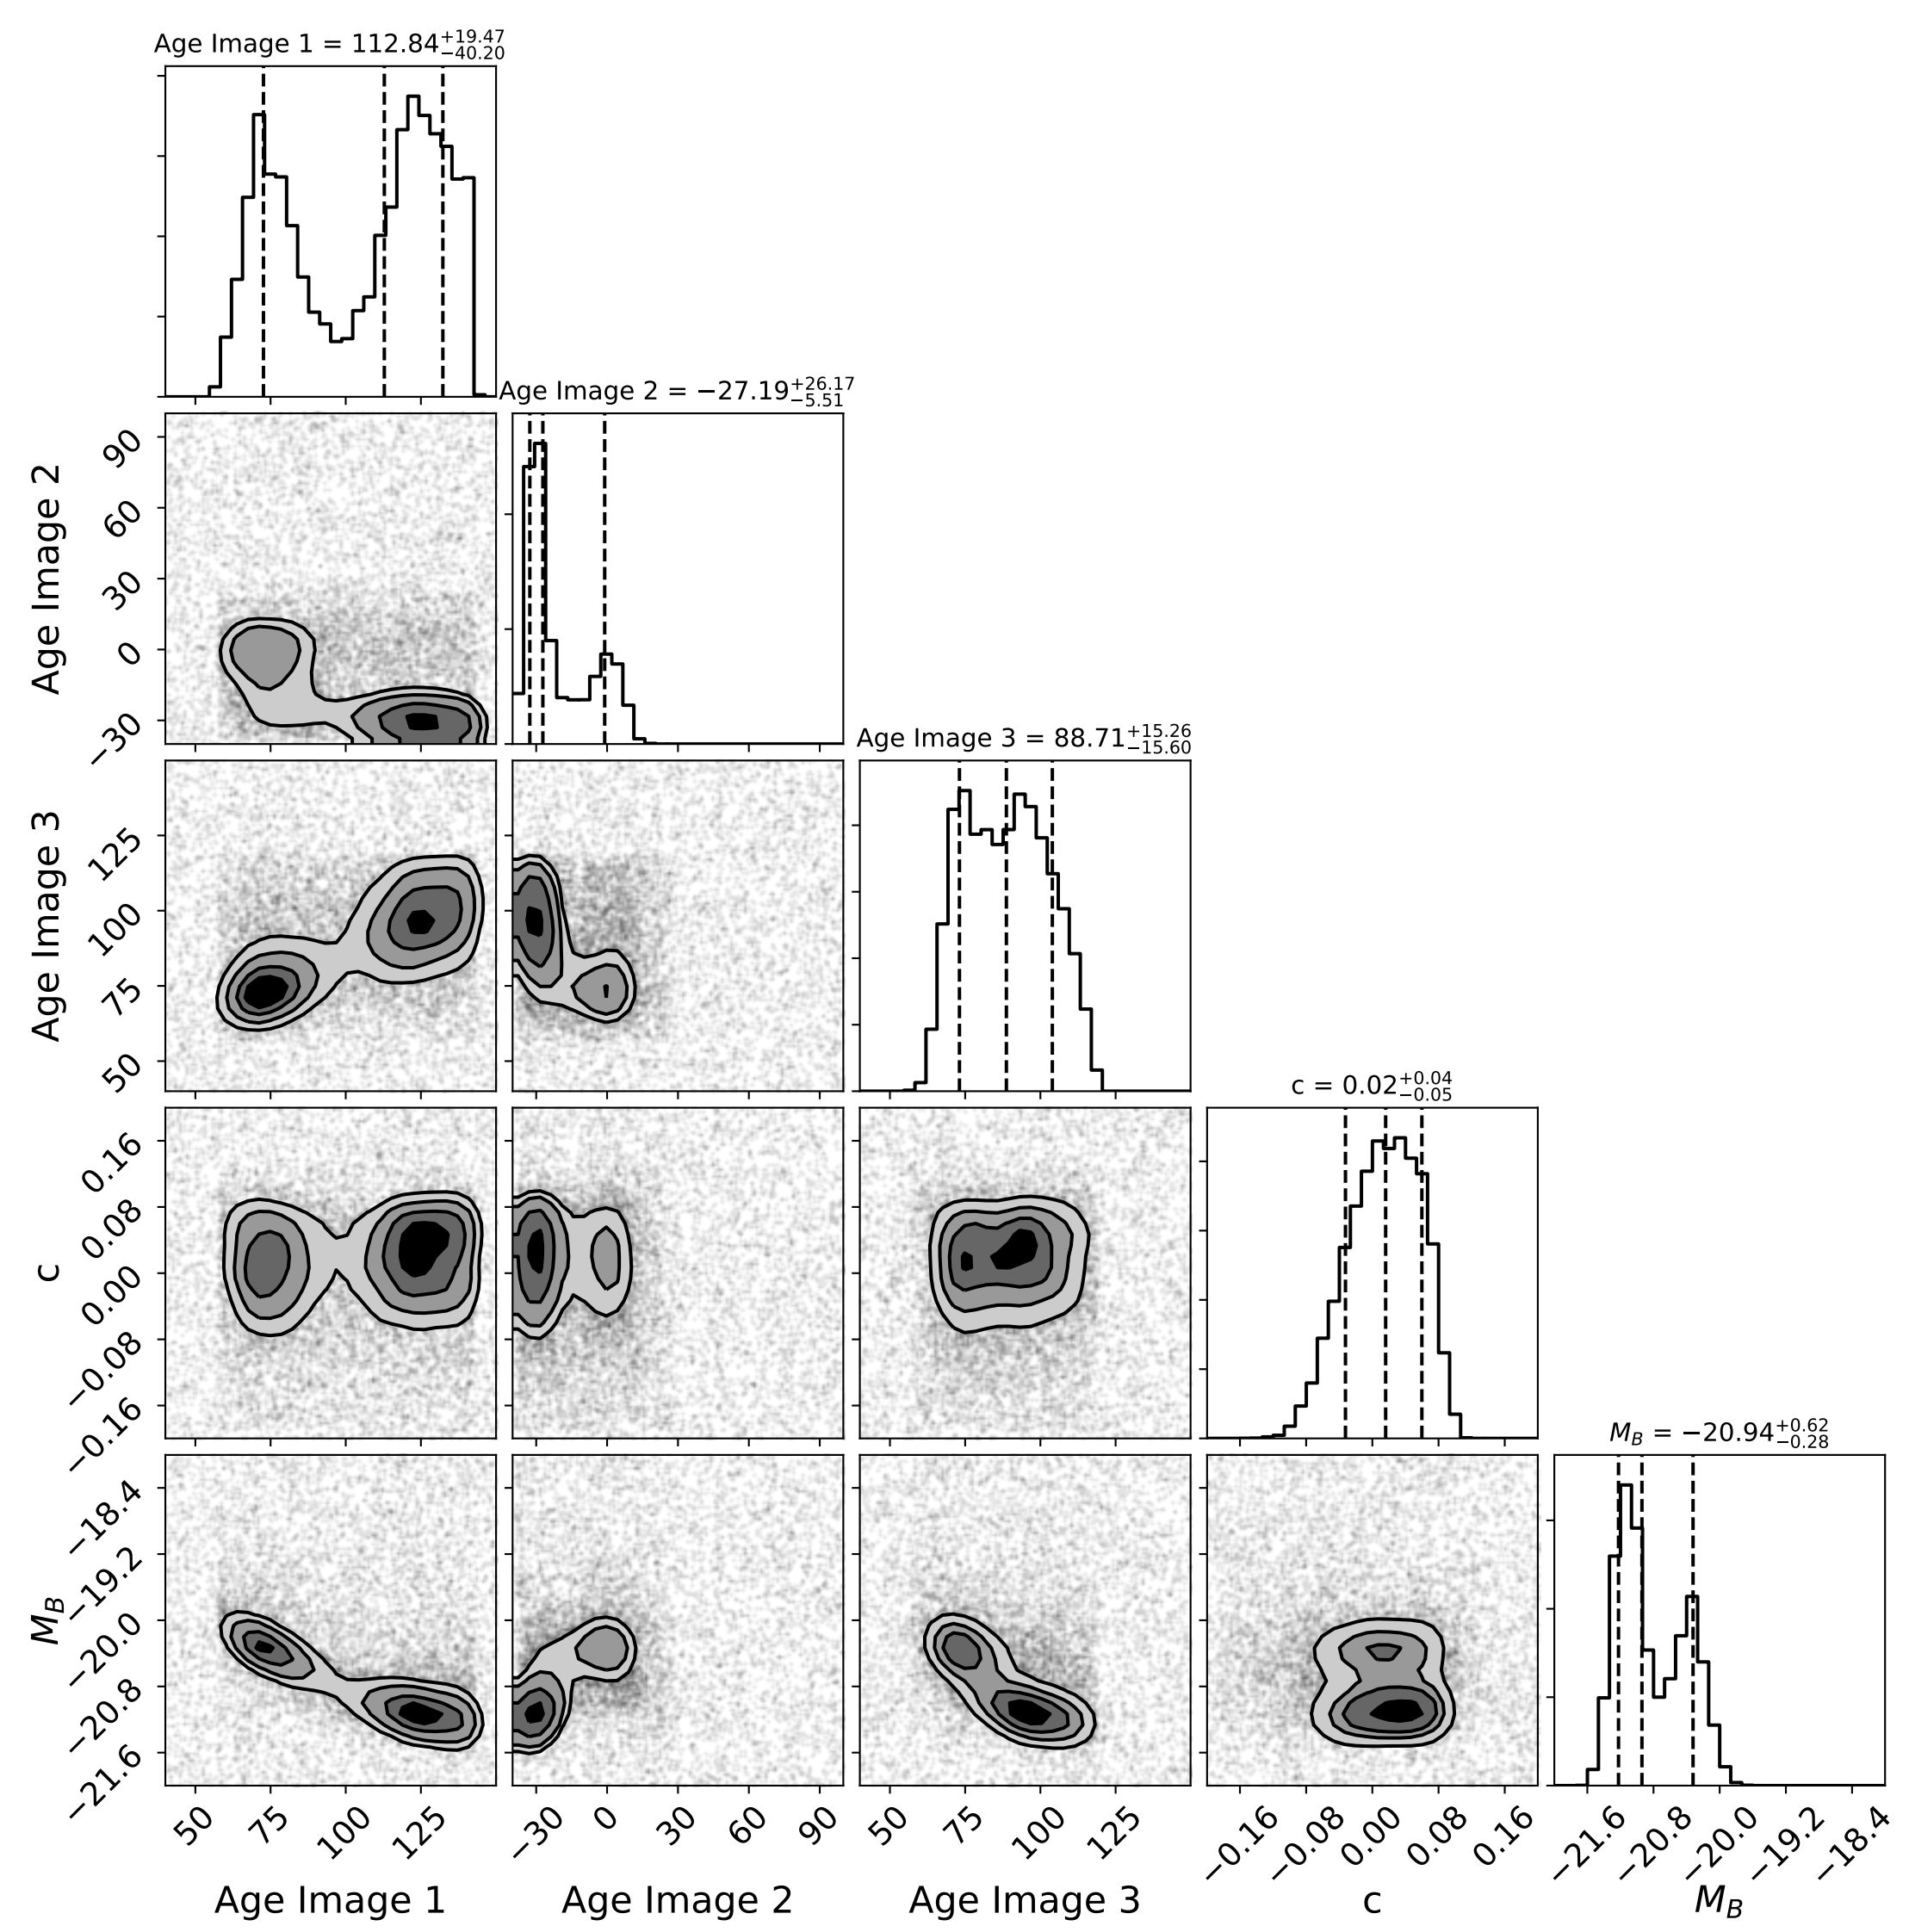 Age Image 1 = 112.84+19.47−40.20
Age Image 2 = −27.19+26.17−5.51
Age Image 2
90
60
30
0
−30
Age Image 3 = 88.71+15.26−15.60
Age Image 3
125
100
75
50
c = 0.02+0.04−0.05
c
0.16
0.08
0.00
−0.08
−0.16
M_B = −20.94+0.62−0.28
M_B
−18.4
−19.2
−20.0
−20.8
−21.6
50 75 100 125 −30 0 30 60 90 50 75 100 125 −0.16 −0.08 0.00 0.08 0.16 −21.6 −20.8 −20.0 −19.2 −18.4
Age Image 1 Age Image 2 Age Image 3 c M_B